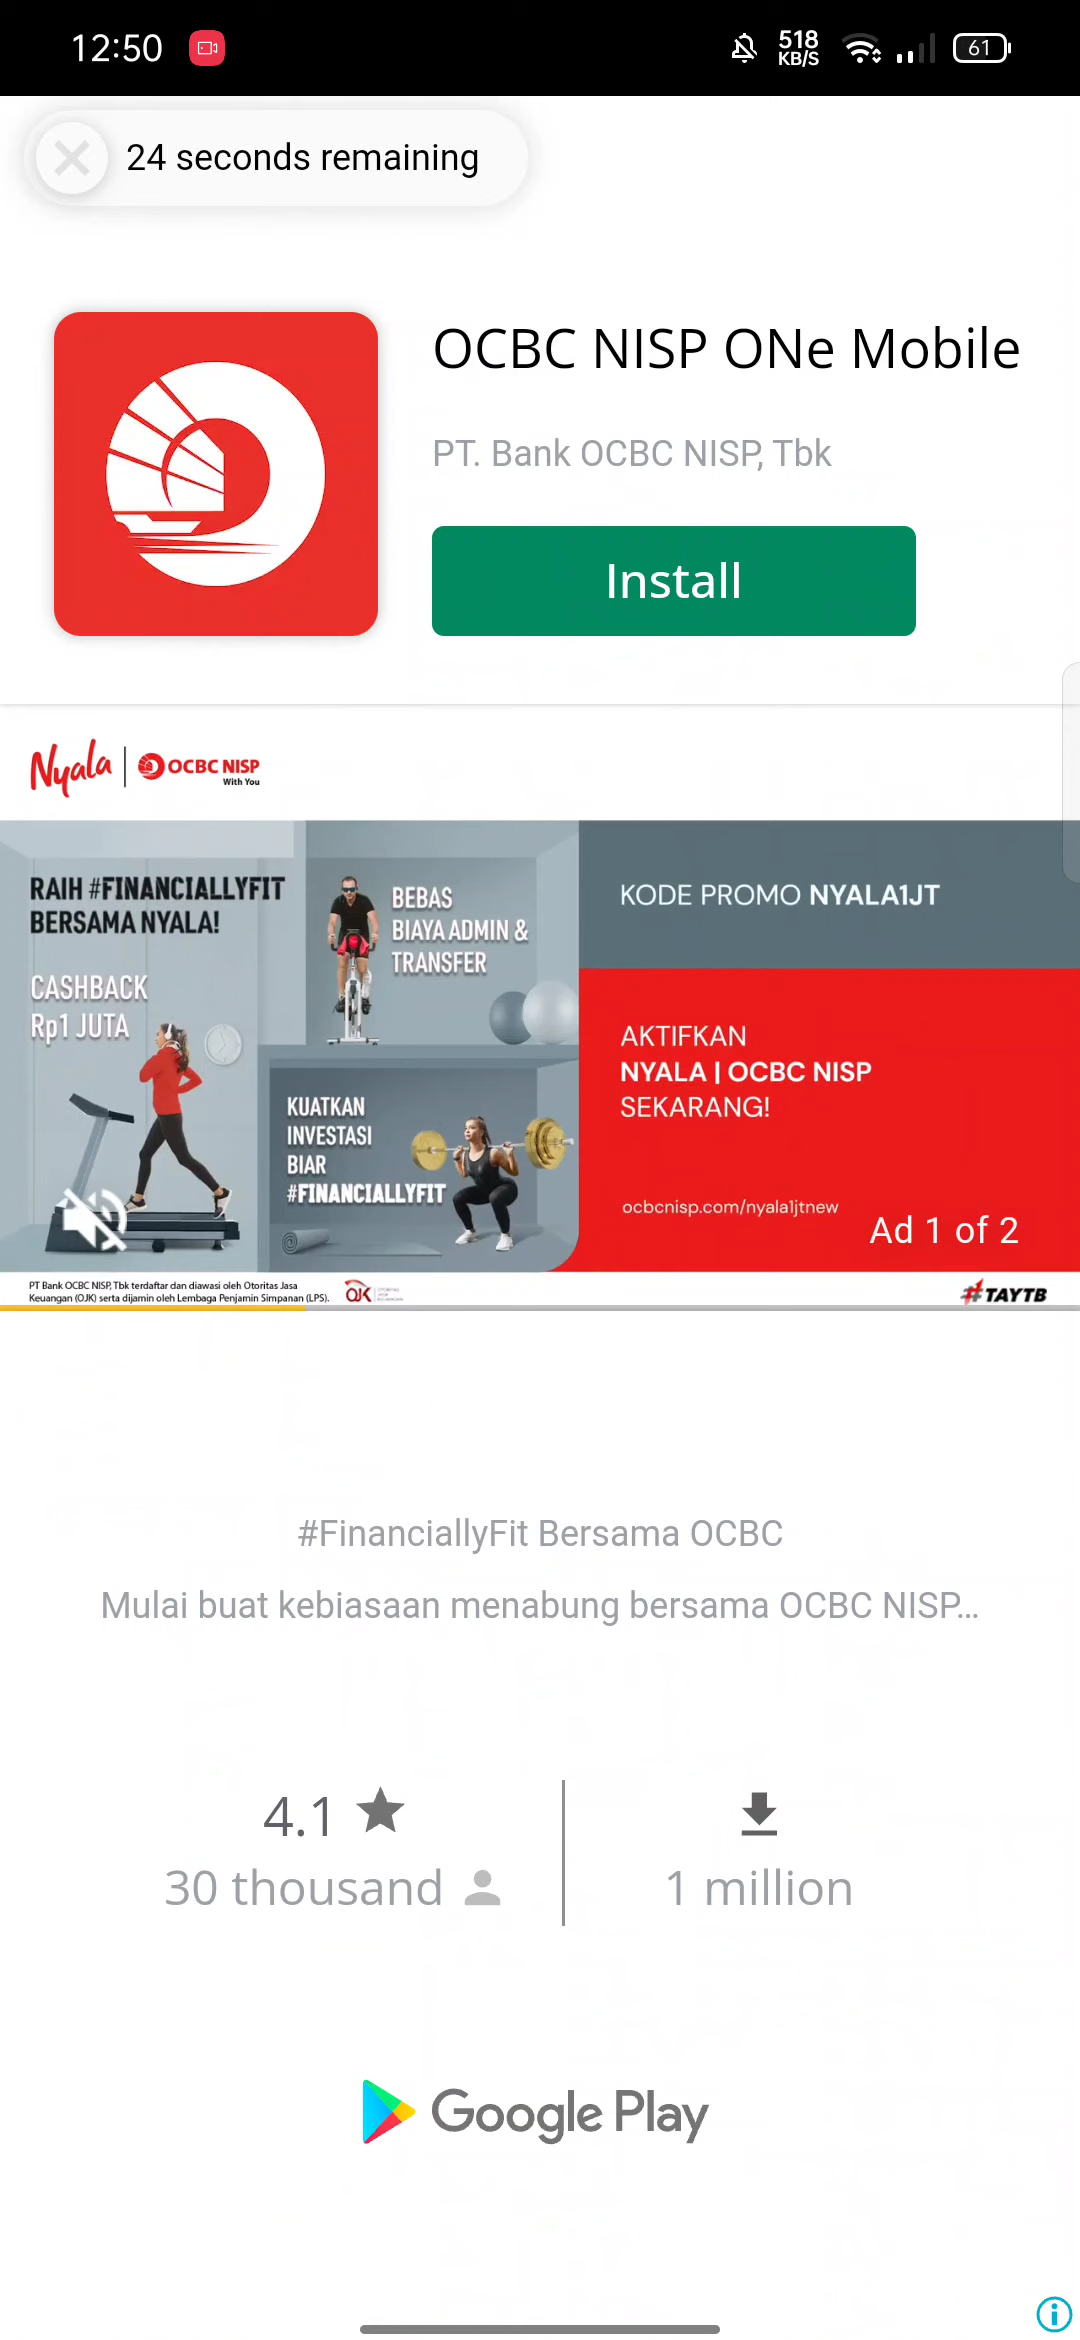 12:50
518
KB/S
61
24 seconds remaining
OCBC NISP ONe Mobile
PT. Bank OCBC NISP, Tbk
Install
Nyala
OCBC NISP
With You
RAIH #FINANCIALLYFIT
BERSAMA NYALA!
CASHBACK
Rp1 JUTA
BEBAS
BIAYA ADMIN &
TRANSFER
KUATKAN
INVESTASI
BIAR
#FINANCIALLYFIT
KODE PROMO NYALA1JT
AKTIFKAN
NYALA | OCBC NISP
SEKARANG!
ocbcnisp.com/nyala1jtnew
Ad 1 of 2
PT Bank OCBC NISP, Tbk terdaftar dan diawasi oleh Otoritas Jasa
Keuangan (OJK) serta dijamin oleh Lembaga Penjamin Simpanan (LPS).
OJK
#TAYTB
#FinanciallyFit Bersama OCBC
Mulai buat kebiasaan menabung bersama OCBC NISP...
4.1
30 thousand
1 million
Google Play